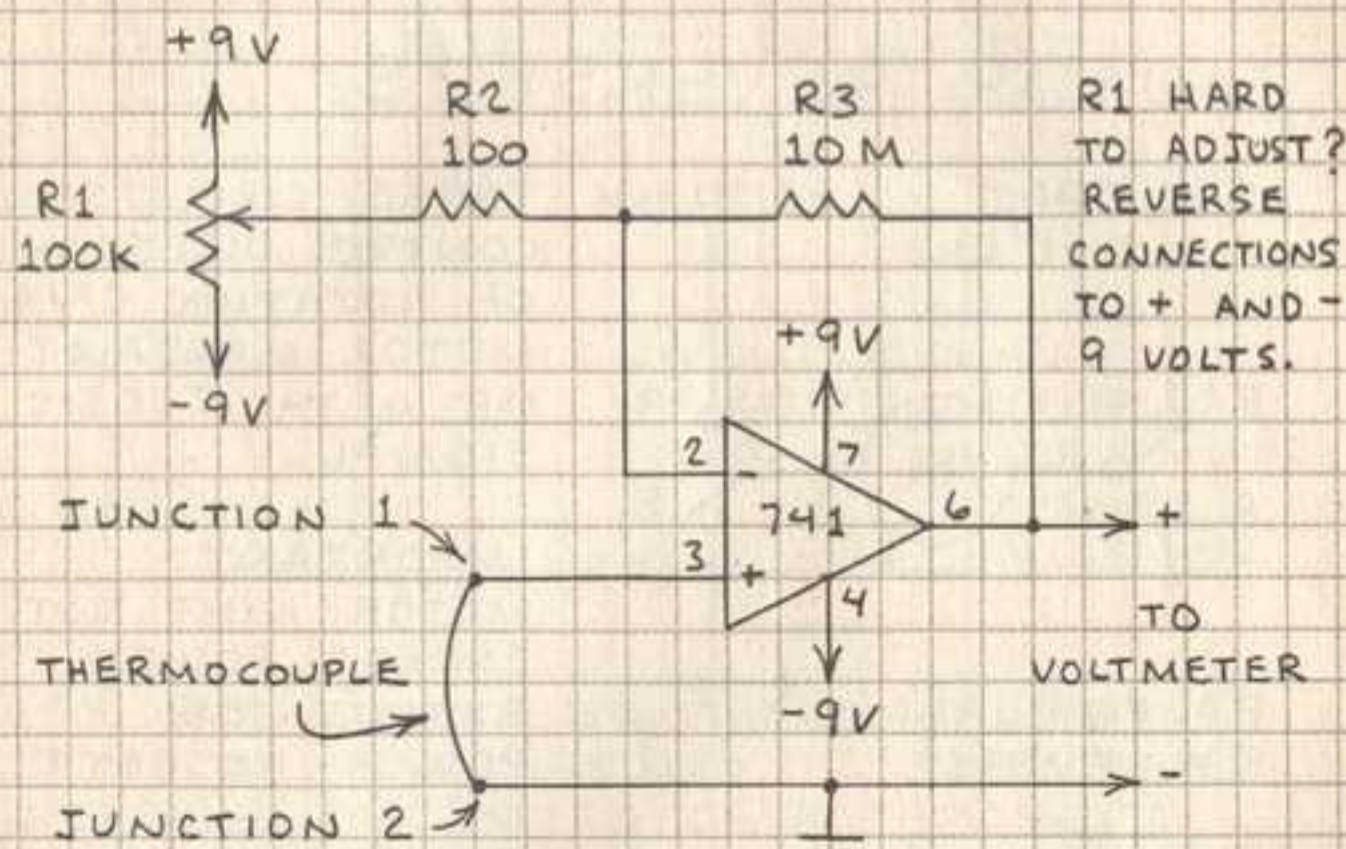 +9V
R1
100K
-9V
R2
100
R3
10M
R1 HARD
TO ADJUST?
REVERSE
CONNECTIONS
TO + AND -
9 VOLTS.
+9V
2
-
7
741
6
3
+
4
-9V
+
TO
VOLTMETER
-
JUNCTION 1
THERMOCOUPLE
JUNCTION 2